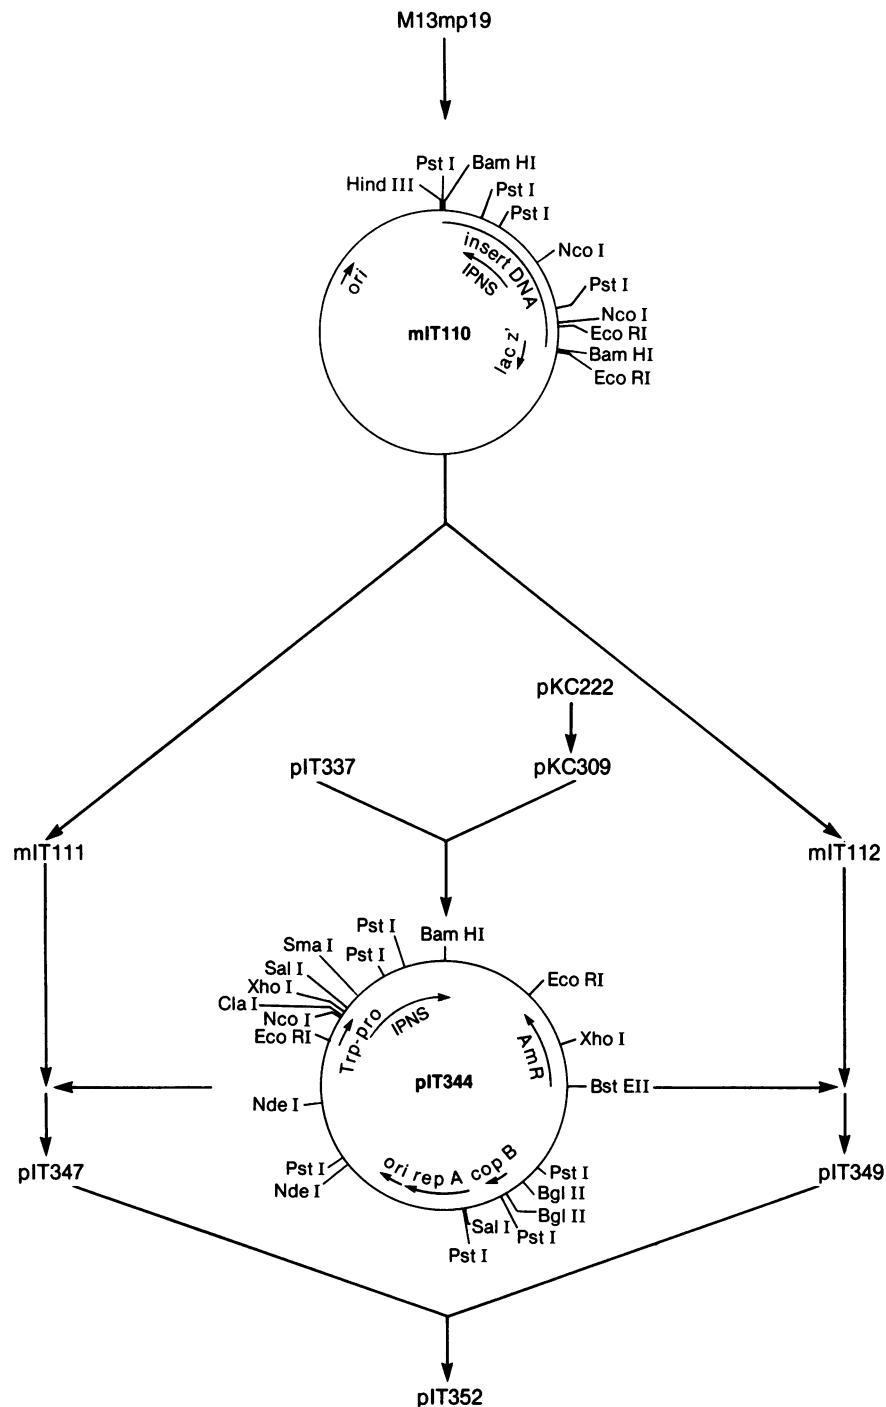 M13mp19
Pst I
Bam HI
Hind III
Pst I
Pst I
insert DNA
Nco I
IPNS
ori
Pst I
Nco I
mIT110
lac z'
Eco RI
Bam HI
Eco RI
pKC222
pIT337
pKC309
mIT111
mIT112
Pst I
Bam HI
Sma I
Pst I
Sal I
Eco RI
Xho I
Cla I
Nco I
Trp-pro
IPNS
Eco RI
AmR
Xho I
pIT344
Bst EII
Nde I
Pst I
ori rep A cop B
Pst I
pIT347
pIT349
Nde I
Bgl II
Bgl II
Sal I
Pst I
Pst I
pIT352